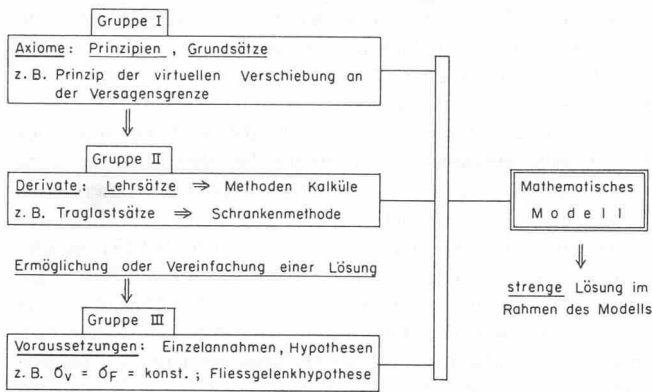 Gruppe I
Axiome: Prinzipien, Grundsätze
z. B. Prinzip der virtuellen Verschiebung an
der Versagensgrenze
⇓
Gruppe II
Derivate: Lehrsätze ⇒ Methoden Kalküle
z. B. Traglastsätze ⇒ Schrankenmethode
Ermöglichung oder Vereinfachung einer Lösung
⇓
Gruppe III
Voraussetzungen: Einzelannahmen, Hypothesen
z. B. σV = σF = konst.; Fliessgelenkhypothese
Mathematisches
Modell
⇓
strenge Lösung im
Rahmen des Modells